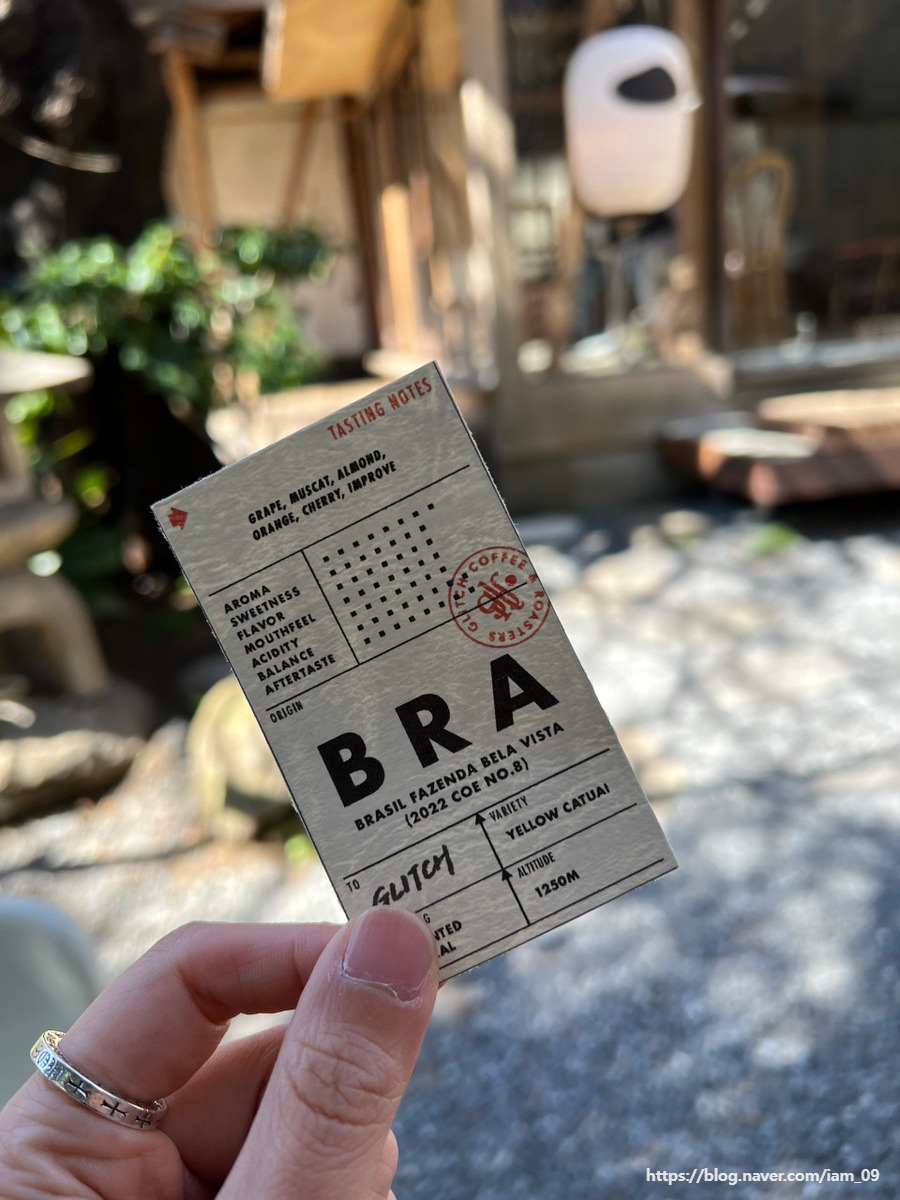 TASTING NOTES
GRAPE, MUSCAT, ALMOND,
ORANGE, CHERRY, IMPROVE
AROMA
SWEETNESS
FLAVOR
MOUTHFEEL
ACIDITY
BALANCE
AFTERTASTE
GLITCH COFFEE ROASTERS
ORIGIN
BRA
BRASIL FAZENDA BELA VISTA
(2022 COE NO.8)
TO
GLITCH
VARIETY
YELLOW CATUAI
ALTITUDE
1250M
https://blog.naver.com/iam_09